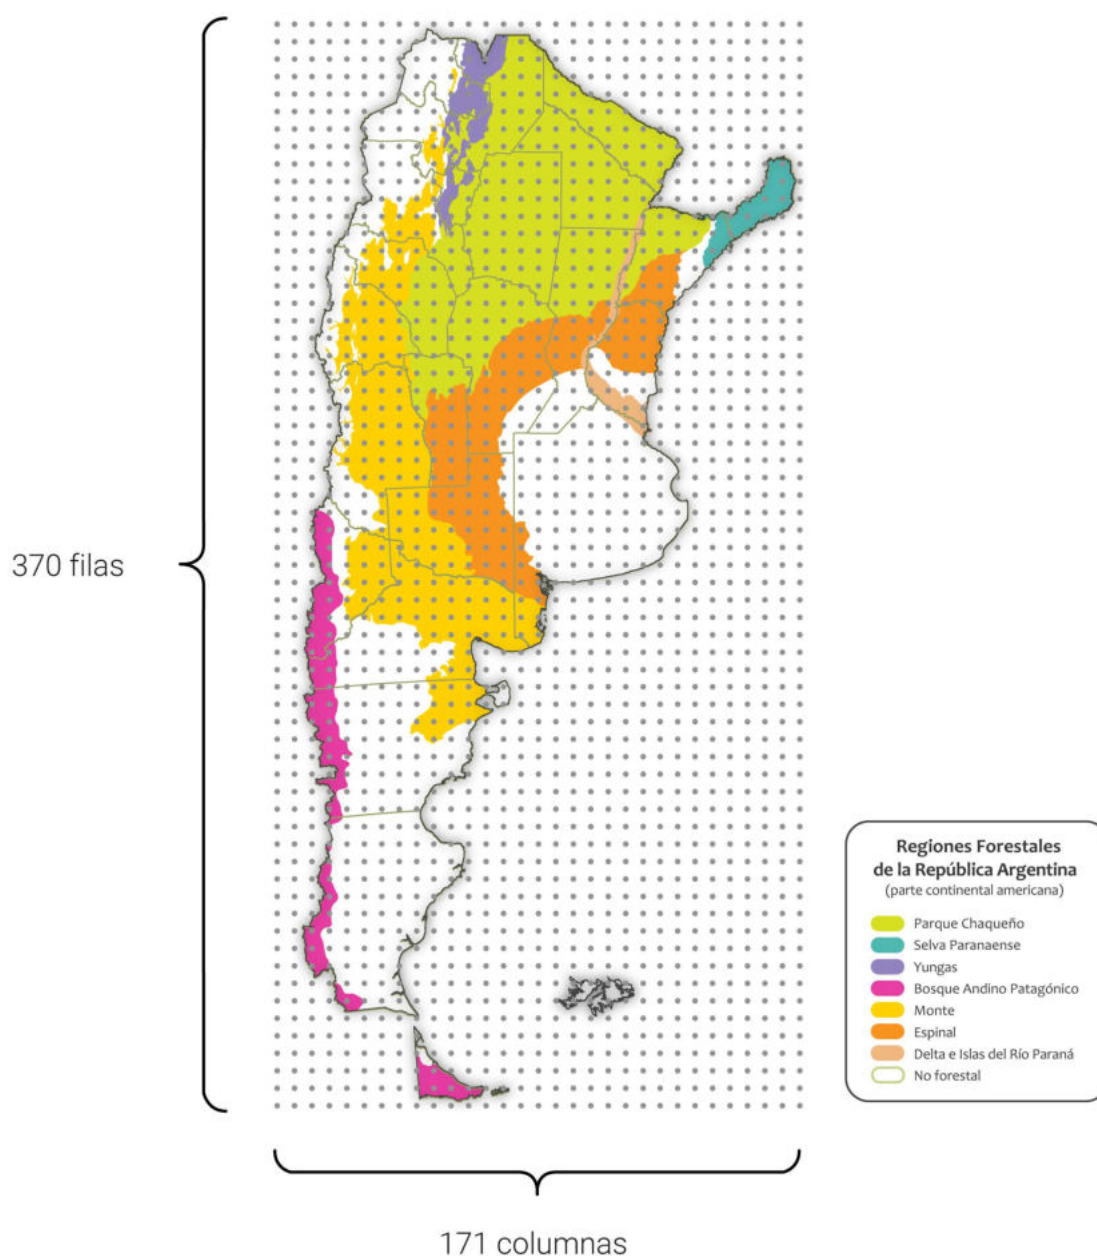 370 filas
Regiones Forestales
de la República Argentina
(parte continental americana)
Parque Chaqueño
Selva Paranaense
Yungas
Bosque Andino Patagónico
Monte
Espinal
Delta e Islas del Río Paraná
No forestal
171 columnas